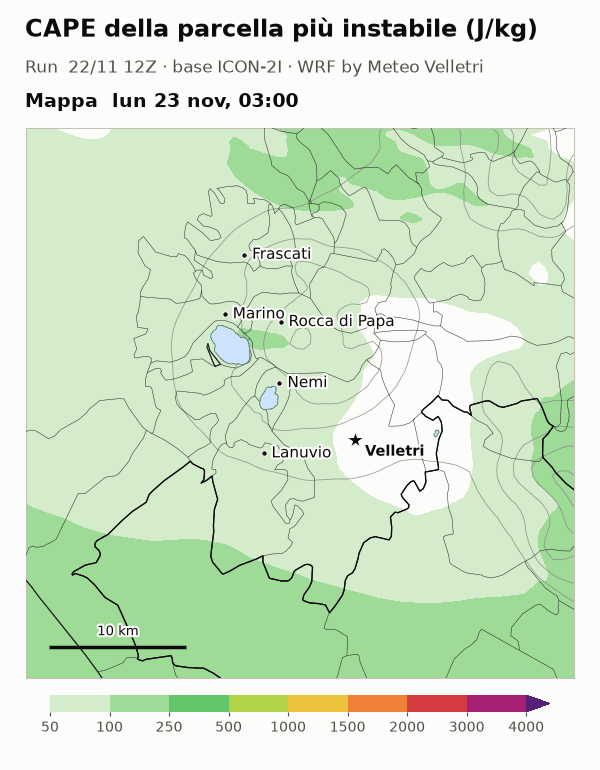 CAPE della parcella più instabile (J/kg)
Run 22/11 12Z · base ICON-2I · WRF by Meteo Velletri
Mappa lun 23 nov, 03:00
Frascati
Marino
Rocca di Papa
Nemi
Velletri
Lanuvio
10 km
50 100 250 500 1000 1500 2000 3000 4000